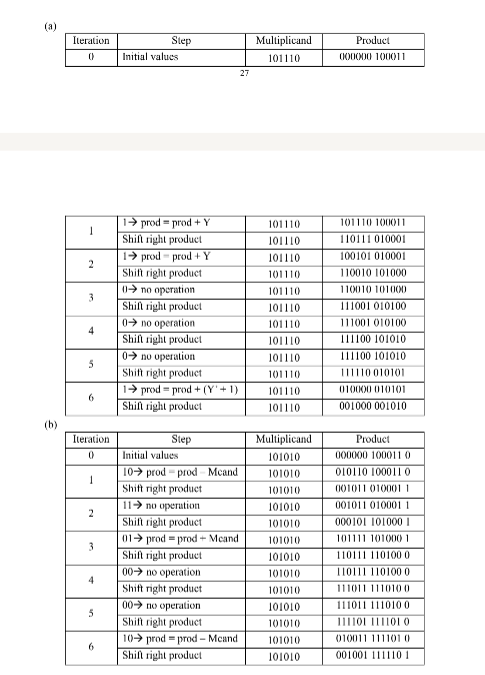 (a)
Iteration Step Multiplicand Product
0 Initial values 101110 000000 100011
27
1 1→ prod = prod + Y 101110 101110 100011
Shift right product 101110 110111 010001
2 1→ prod = prod + Y 101110 100101 010001
Shift right product 101110 110010 101000
3 0→ no operation 101110 110010 101000
Shift right product 101110 111001 010100
4 0→ no operation 101110 111001 010100
Shift right product 101110 111100 101010
5 0→ no operation 101110 111100 101010
Shift right product 101110 111110 010101
6 1→ prod = prod + (Y' + 1) 101110 010000 010101
Shift right product 101110 001000 001010
(b)
Iteration Step Multiplicand Product
0 Initial values 101010 000000 100011 0
1 10→ prod = prod – Mcand 101010 010110 100011 0
Shift right product 101010 001011 010001 1
2 11→ no operation 101010 001011 010001 1
Shift right product 101010 000101 101000 1
3 01→ prod = prod + Mcand 101010 101111 101000 1
Shift right product 101010 110111 110100 0
4 00→ no operation 101010 110111 110100 0
Shift right product 101010 111011 111010 0
5 00→ no operation 101010 111011 111010 0
Shift right product 101010 111101 111101 0
6 10→ prod = prod – Mcand 101010 010011 111101 0
Shift right product 101010 001001 111110 1